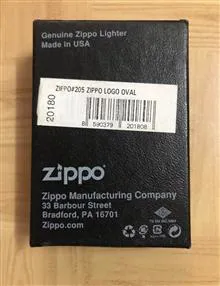 Genuine Zippo Lighter
Made in USA
ZIPPO#205 ZIPPO LOGO OVAL
20180
8 590379 201808
zippo
Zippo Manufacturing Company
33 Barbour Street
Bradford, PA 16701
Zippo.com